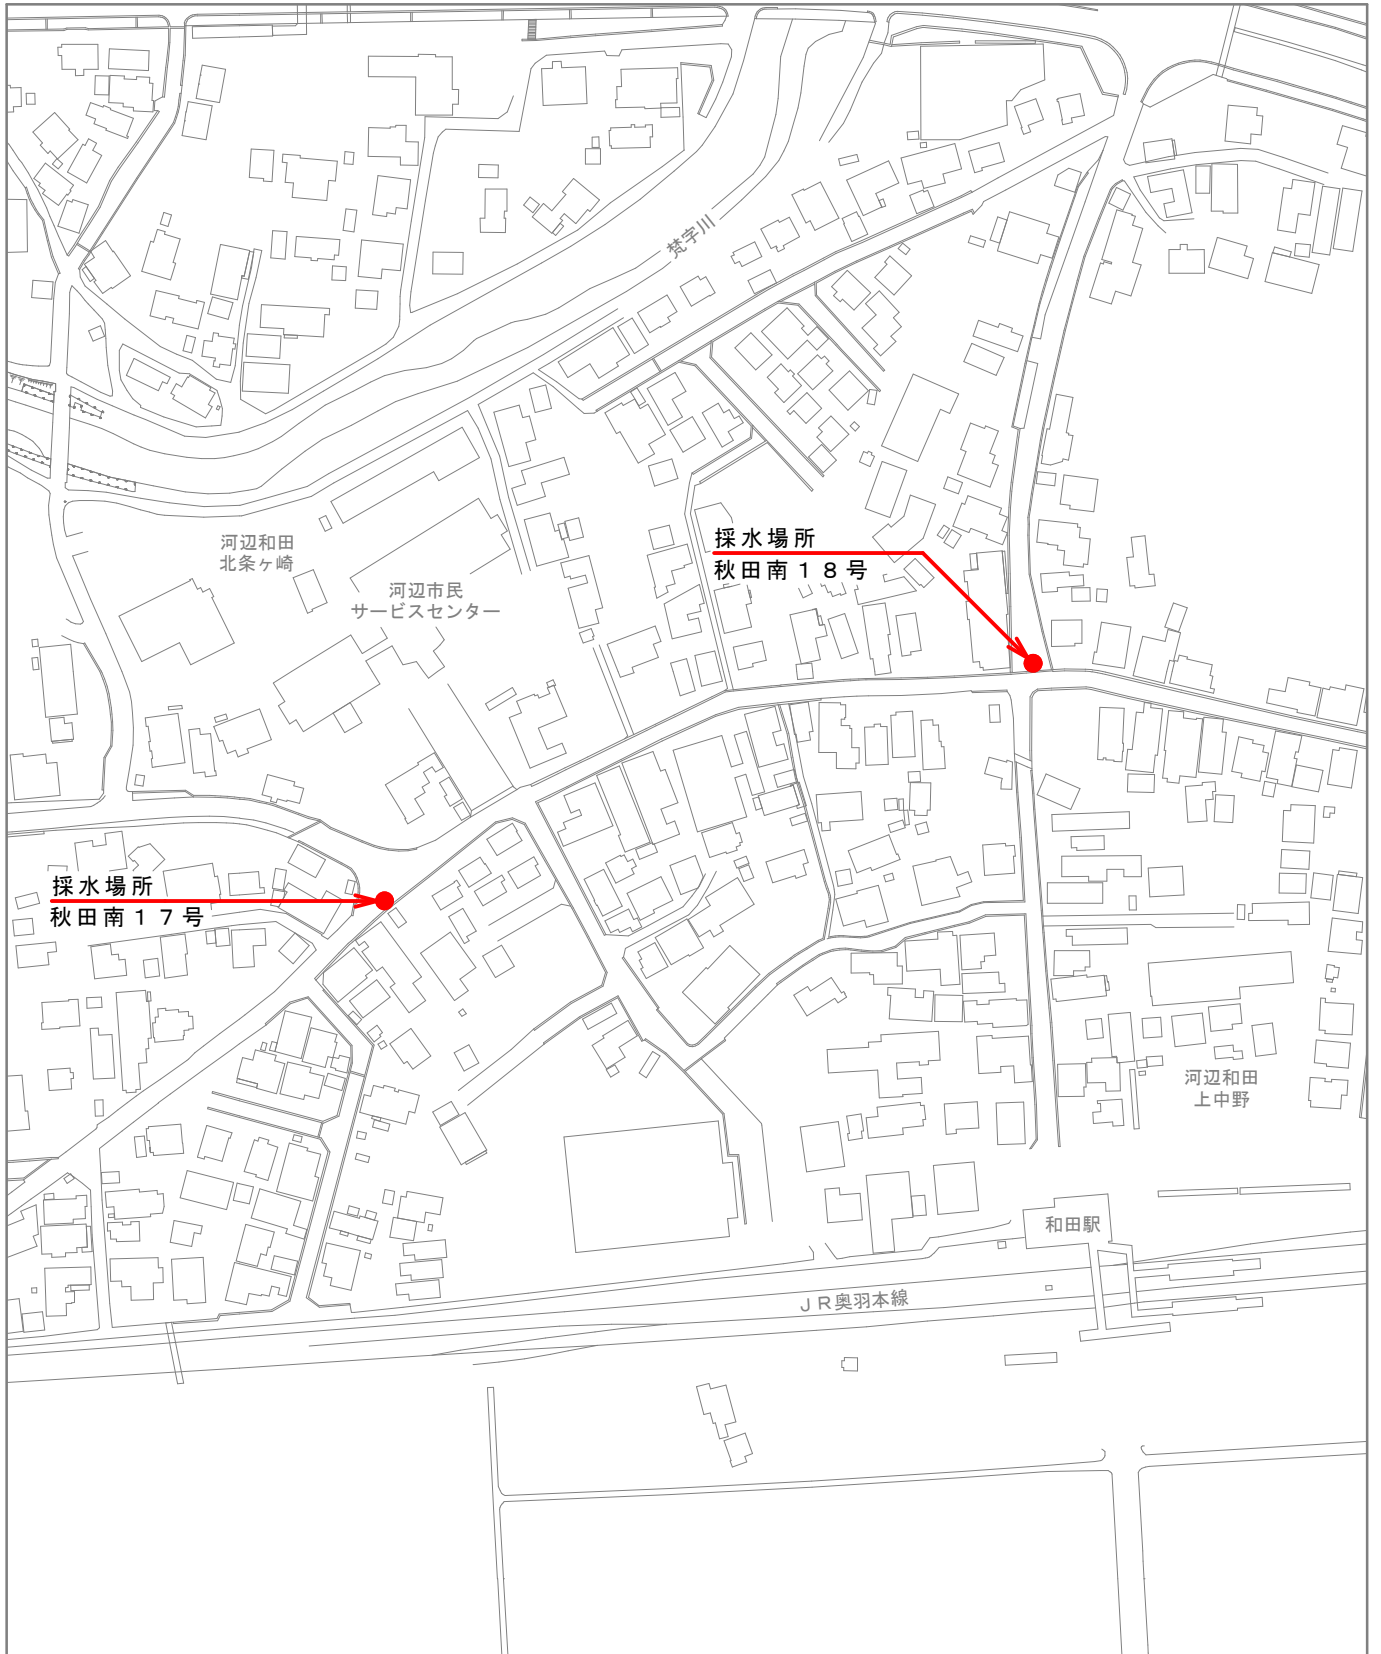 梵字川
採水場所
秋田南１８号
河辺和田
北条ヶ崎
河辺市民
サービスセンター
採水場所
秋田南１７号
河辺和田
上中野
和田駅
ＪＲ奥羽本線